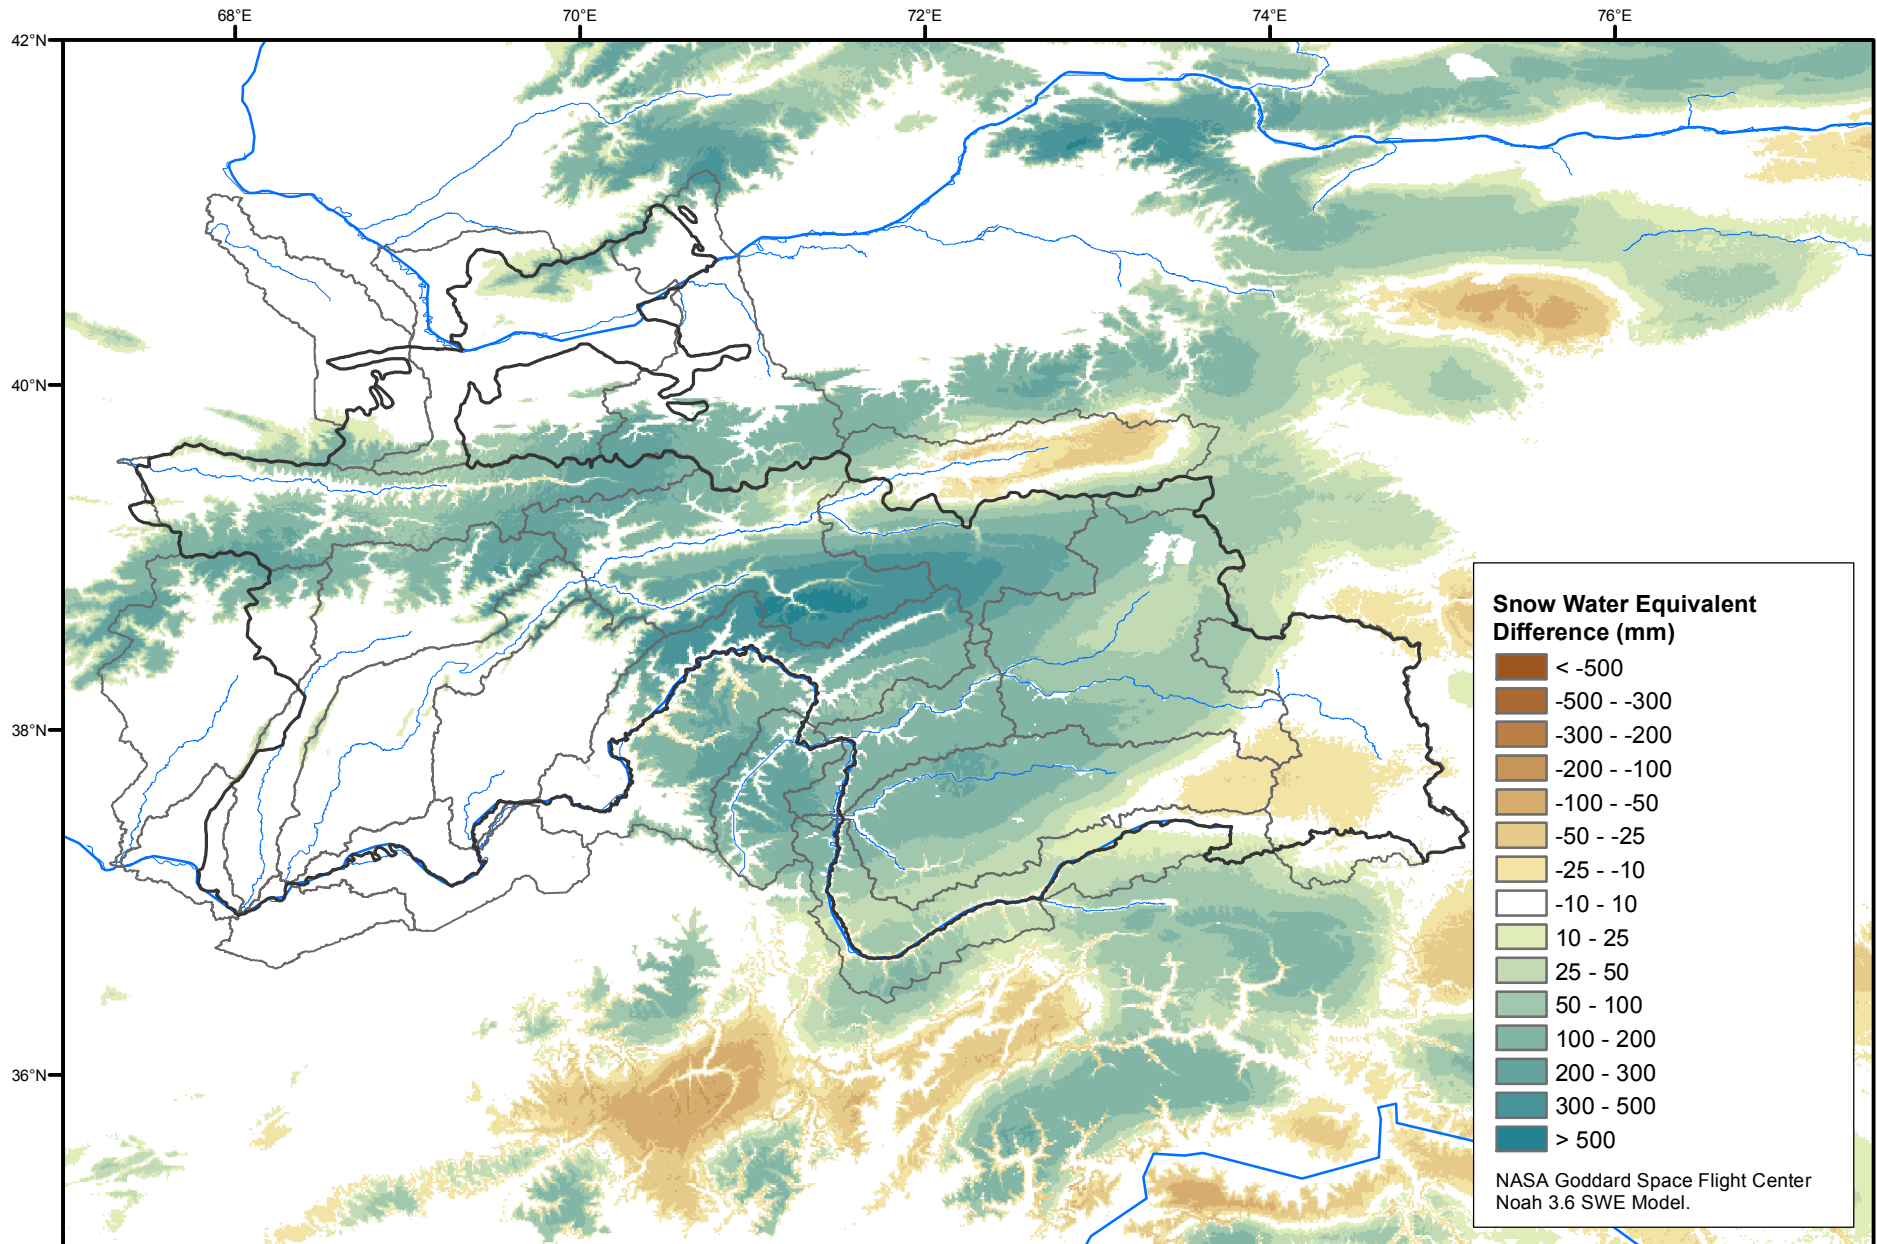 68°E
70°E
72°E
74°E
76°E
42°N
40°N
38°N
36°N
Snow Water Equivalent
Difference (mm)
< -500
-500 - -300
-300 - -200
-200 - -100
-100 - -50
-50 - -25
-25 - -10
-10 - 10
10 - 25
25 - 50
50 - 100
100 - 200
200 - 300
300 - 500
> 500
NASA Goddard Space Flight Center
Noah 3.6 SWE Model.